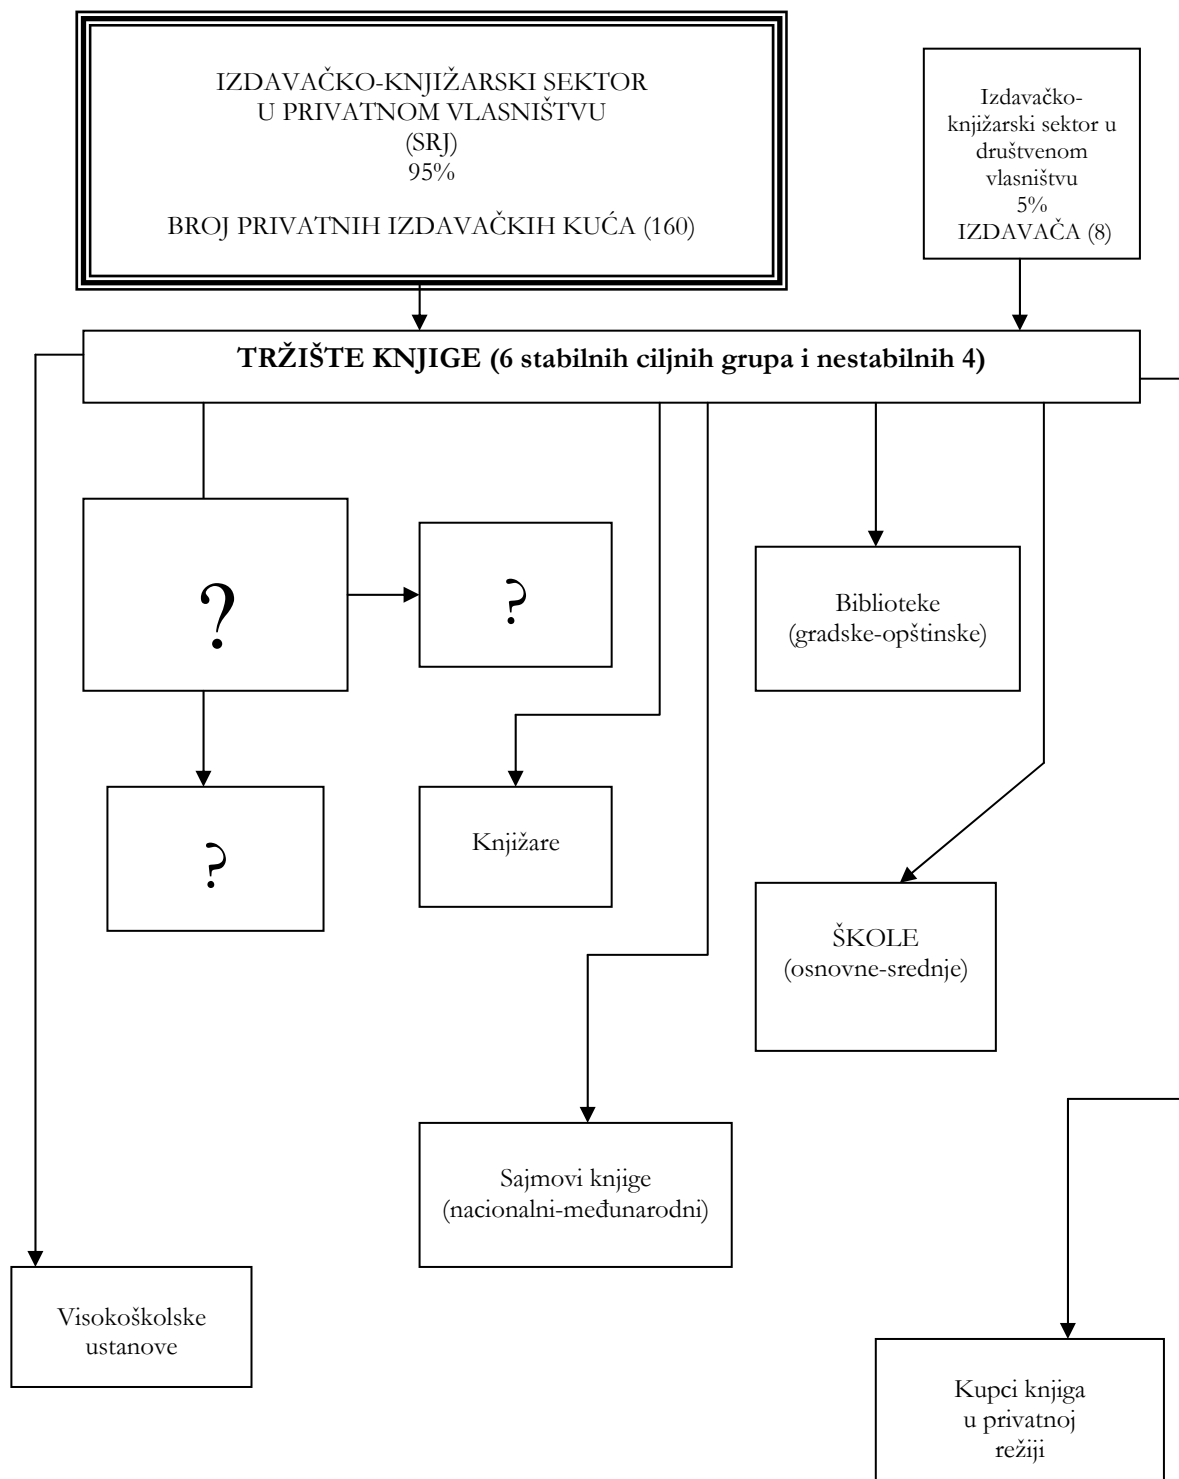 IZDAVAČKO-KNJIŽARSKI SEKTOR
U PRIVATNOM VLASNIŠTVU
(SRJ)
95%
BROJ PRIVATNIH IZDAVAČKIH KUĆA (160)
Izdavačko-
knjižarski sektor u
društvenom
vlasništvu
5%
IZDAVAČA (8)
TRŽIŠTE KNJIGE (6 stabilnih ciljnih grupa i nestabilnih 4)
?
?
Biblioteke
(gradske-opštinske)
?
Knjižare
ŠKOLE
(osnovne-srednje)
Sajmovi knjige
(nacionalni-međunarodni)
Visokoškolske
ustanove
Kupci knjiga
u privatnoj
režiji